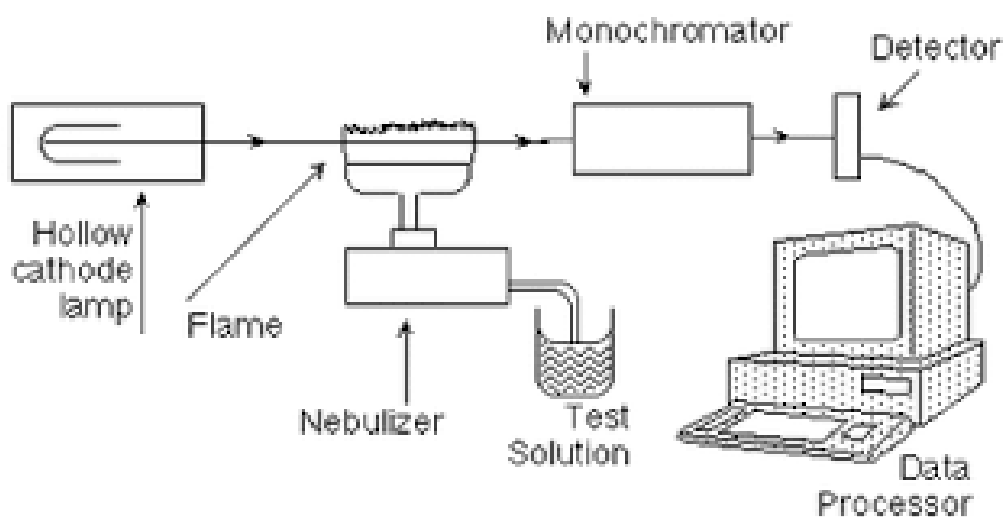 Monochromator
Detector
Hollow
cathode
lamp
Flame
Nebulizer
Test
Solution
Data
Processor